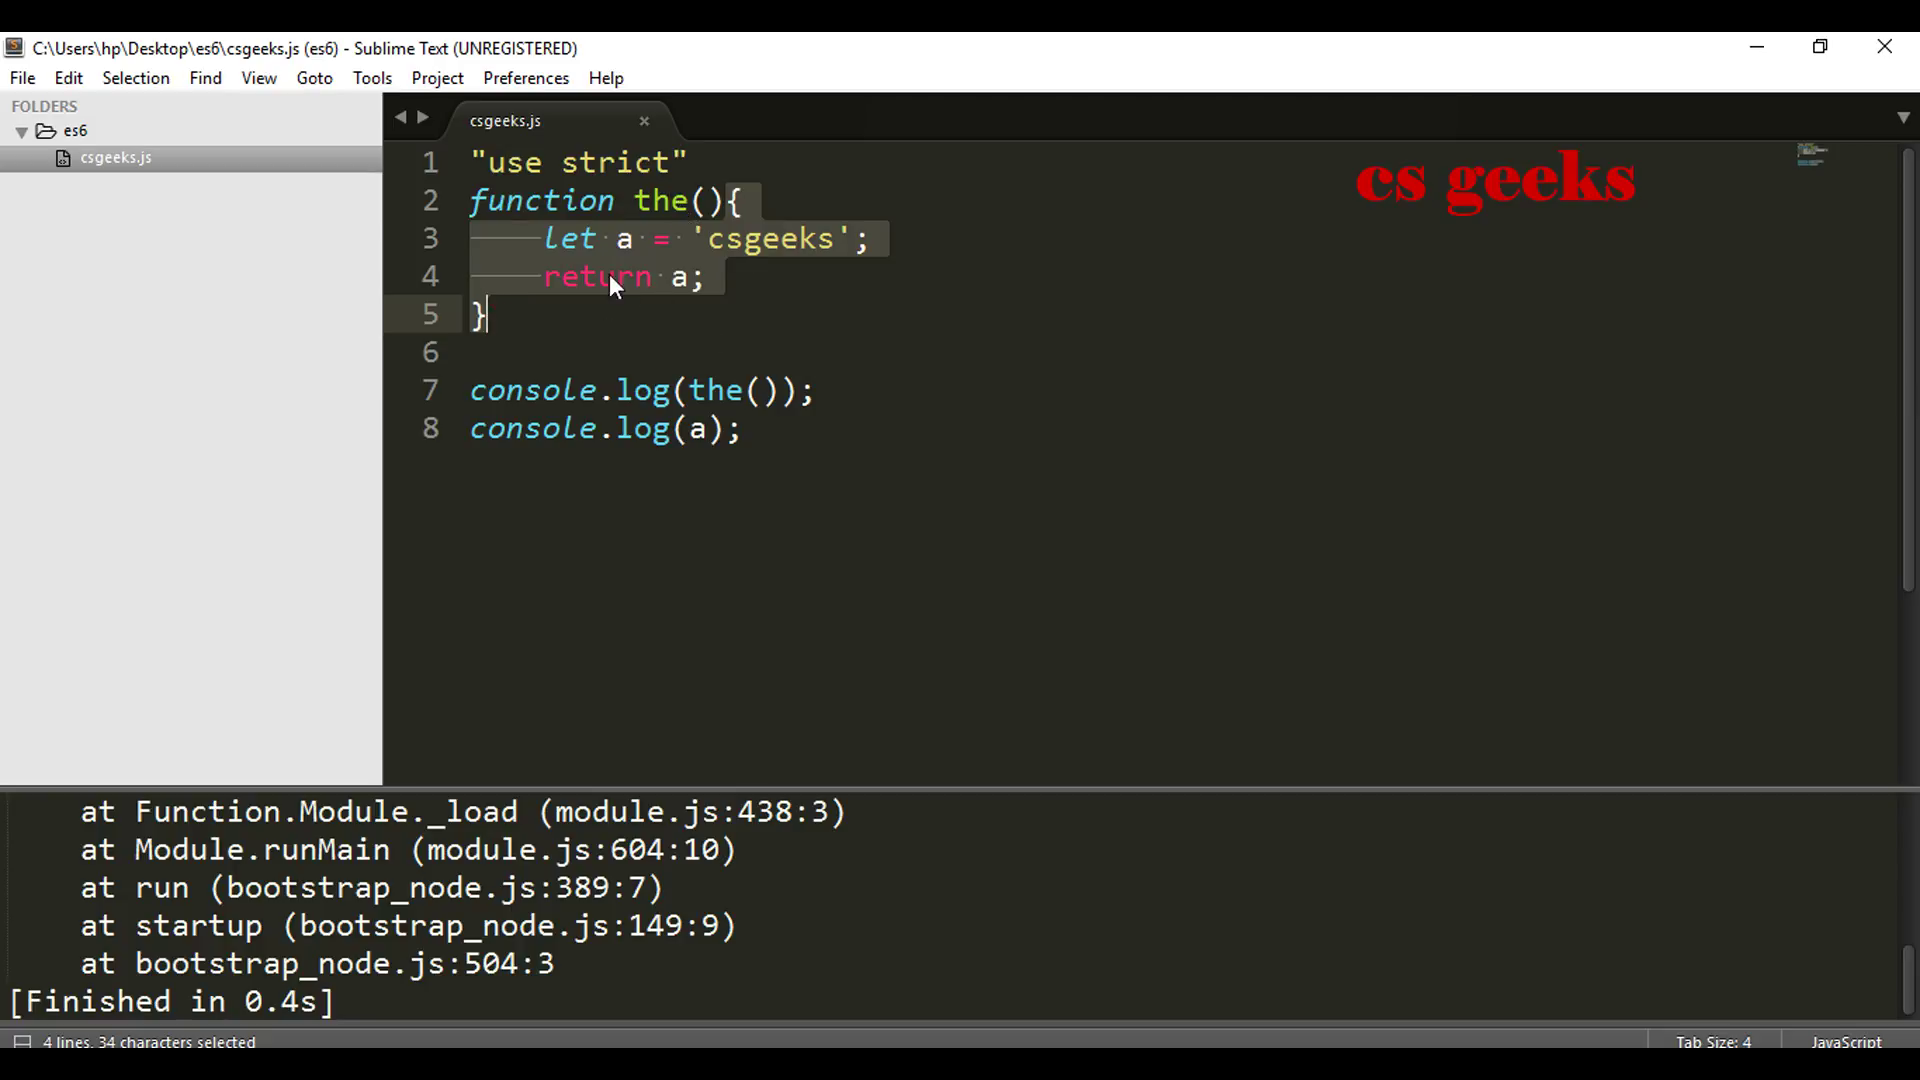 C:\Users\hp\Desktop\es6\csgeeks.js (es6) - Sublime Text (UNREGISTERED)
File Edit Selection Find View Goto Tools Project Preferences Help
FOLDERS
es6
csgeeks.js
csgeeks.js
cs geeks
1 "use strict"
2 function the(){
3 let a = 'csgeeks';
4 return a;
5 }
6
7 console.log(the());
8 console.log(a);
at Function.Module._load (module.js:438:3)
at Module.runMain (module.js:604:10)
at run (bootstrap_node.js:389:7)
at startup (bootstrap_node.js:149:9)
at bootstrap_node.js:504:3
[Finished in 0.4s]
4 lines, 34 characters selected
Tab Size: 4
JavaScript